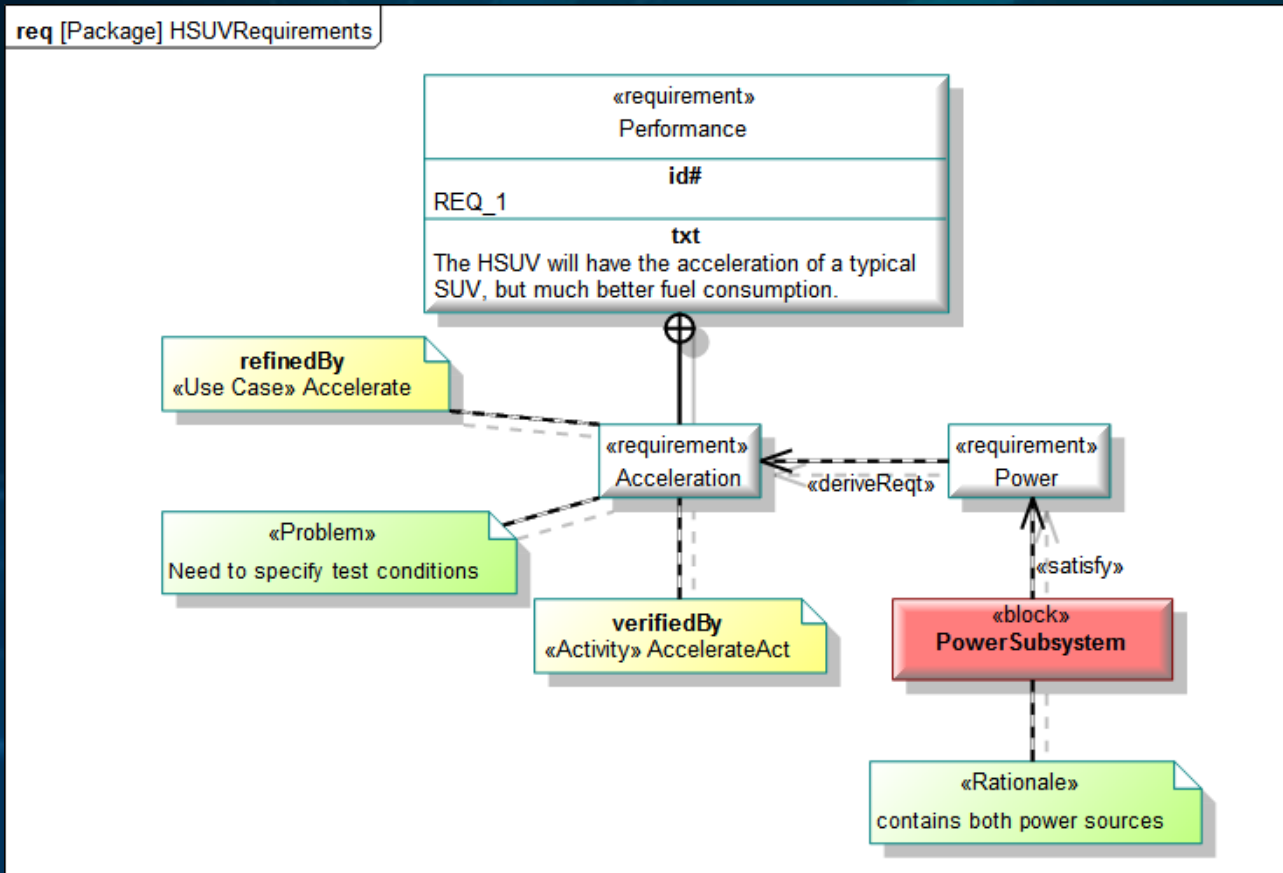 req [Package] HSUVRequirements
«requirement»
Performance
id#
REQ_1
txt
The HSUV will have the acceleration of a typical
SUV, but much better fuel consumption.
refinedBy
«Use Case» Accelerate
«requirement»
Acceleration
«deriveReqt»
«requirement»
Power
«Problem»
Need to specify test conditions
«satisfy»
verifiedBy
«Activity» AccelerateAct
«block»
PowerSubsystem
«Rationale»
contains both power sources